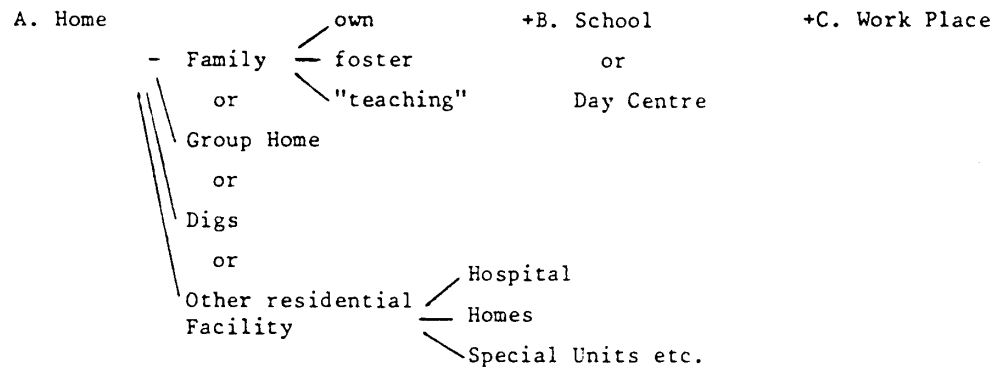 A. Home own +B. School +C. Work Place
- Family foster or
or "teaching" Day Centre
Group Home
or
Digs
or
Hospital
Other residential
Homes
Facility
Special Units etc.